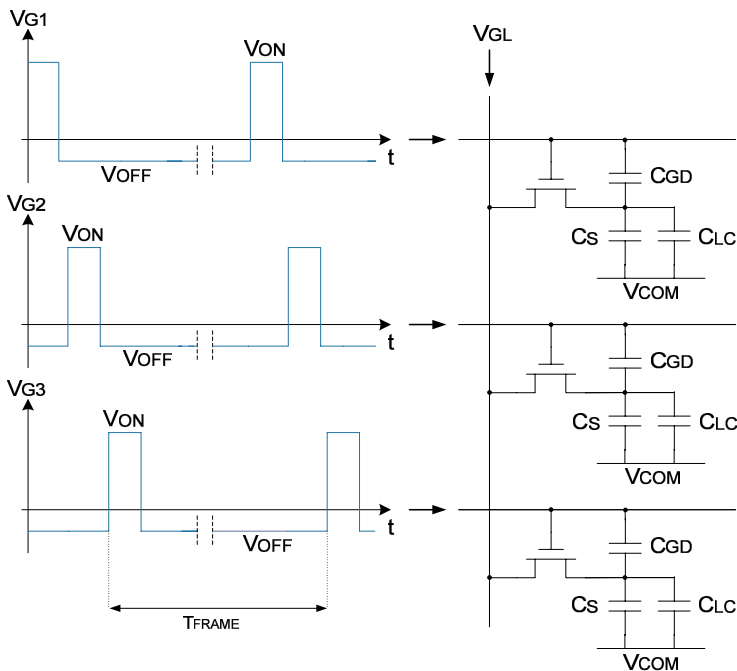 VG1
VON
VGL
t
VOFF
CGD
CS
CLC
VCOM
VG2
VON
t
VOFF
CGD
CS
CLC
VCOM
VG3
VON
t
VOFF
CGD
CS
CLC
VCOM
TFRAME